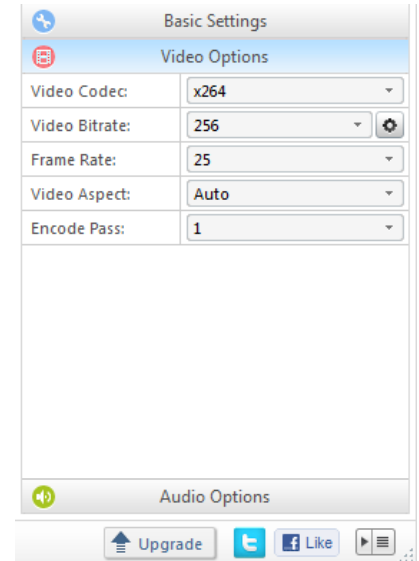 Basic Settings
Video Options
Video Codec: x264
Video Bitrate: 256
Frame Rate: 25
Video Aspect: Auto
Encode Pass: 1
Audio Options
Upgrade Like